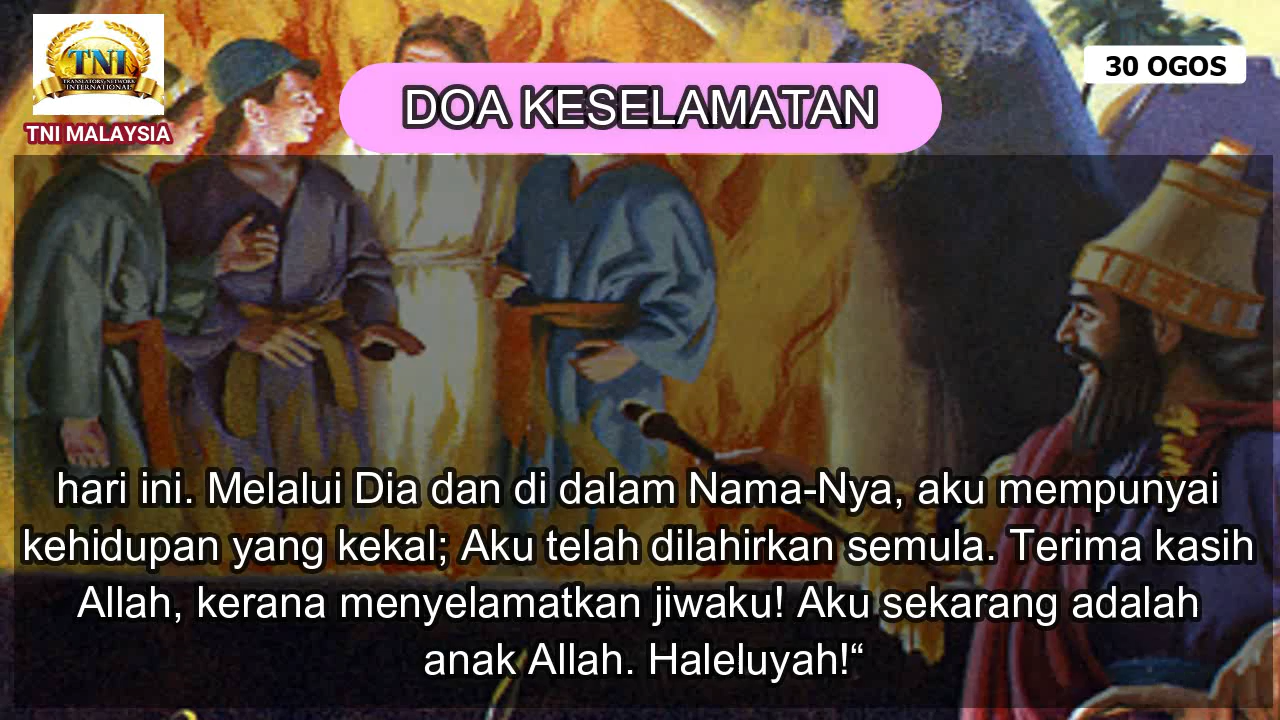 TNI
TRANSLATORS NETWORK
INTERNATIONAL
TNI MALAYSIA
DOA KESELAMATAN
30 OGOS
hari ini. Melalui Dia dan di dalam Nama-Nya, aku mempunyai
kehidupan yang kekal; Aku telah dilahirkan semula. Terima kasih
Allah, kerana menyelamatkan jiwaku! Aku sekarang adalah
anak Allah. Haleluyah!“